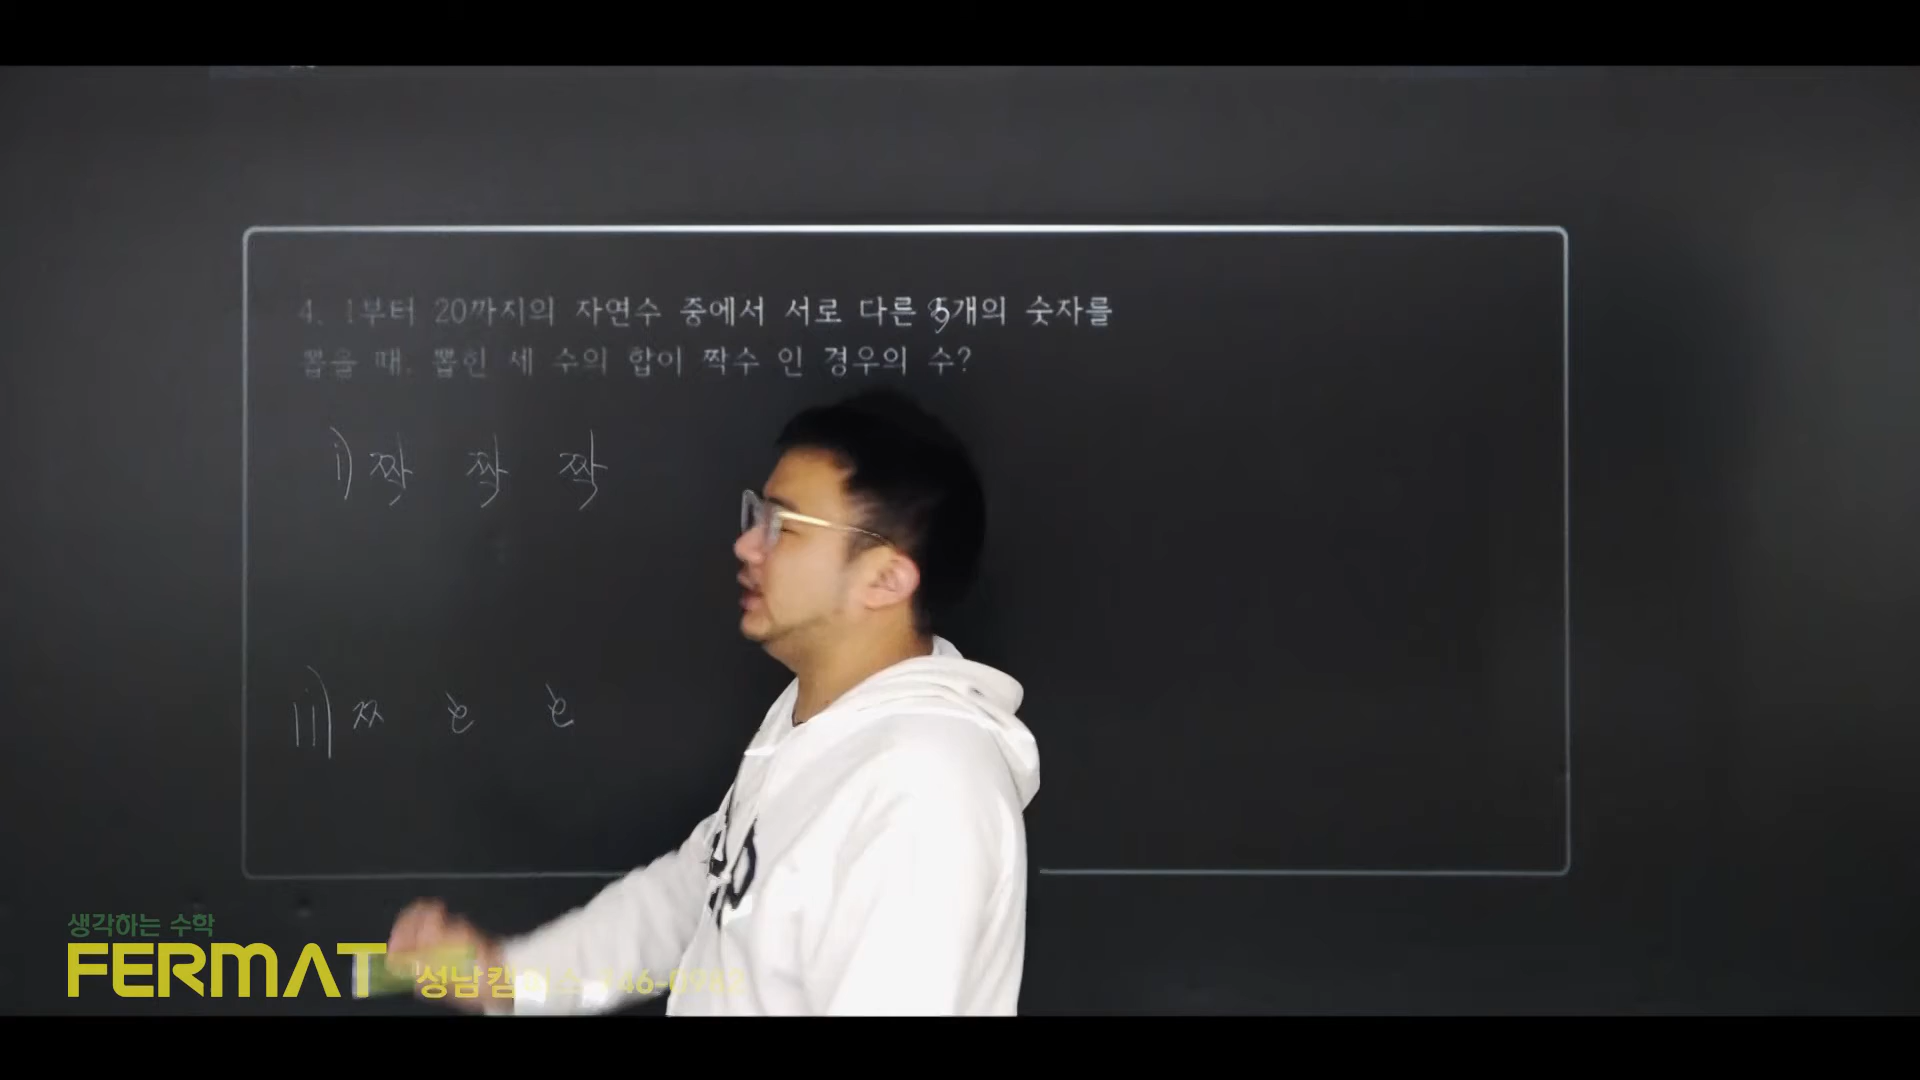 4. 1부터 20까지의 자연수 중에서 서로 다른 5개의 숫자를
뽑을 때, 뽑힌 세 수의 합이 짝수 인 경우의 수?
i) 짝 짝 짝
ii) 짝 홀 홀
생각하는 수학
FERMAT
성남캠퍼스 746-0982